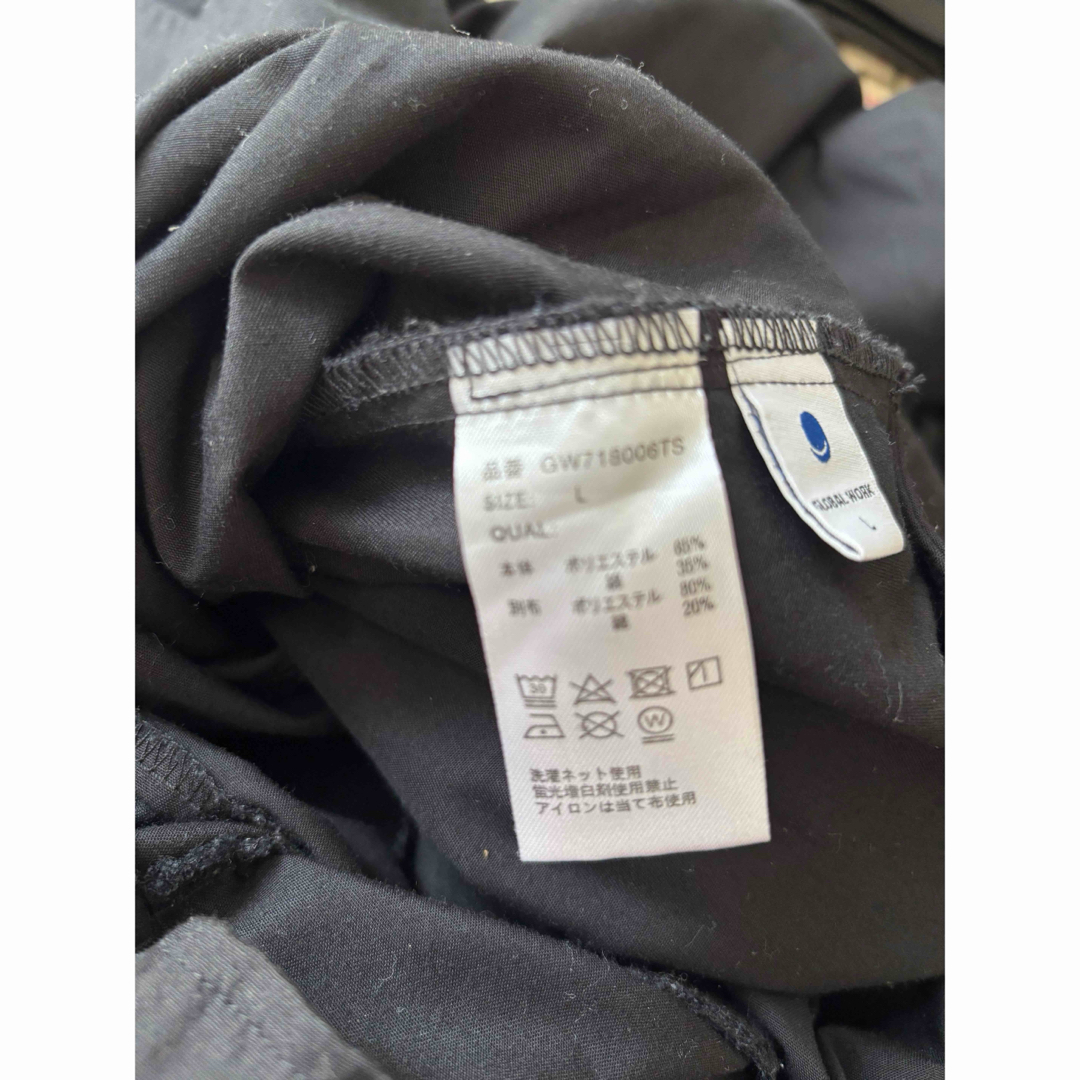 品番 GW718006TS
SIZE: L
QUAL:
本体 ポリエステル 65%
綿 35%
別布 ポリエステル 80%
綿 20%
30
W
洗濯ネット使用
蛍光増白剤使用禁止
アイロンは当て布使用
GLOBAL WORK
L